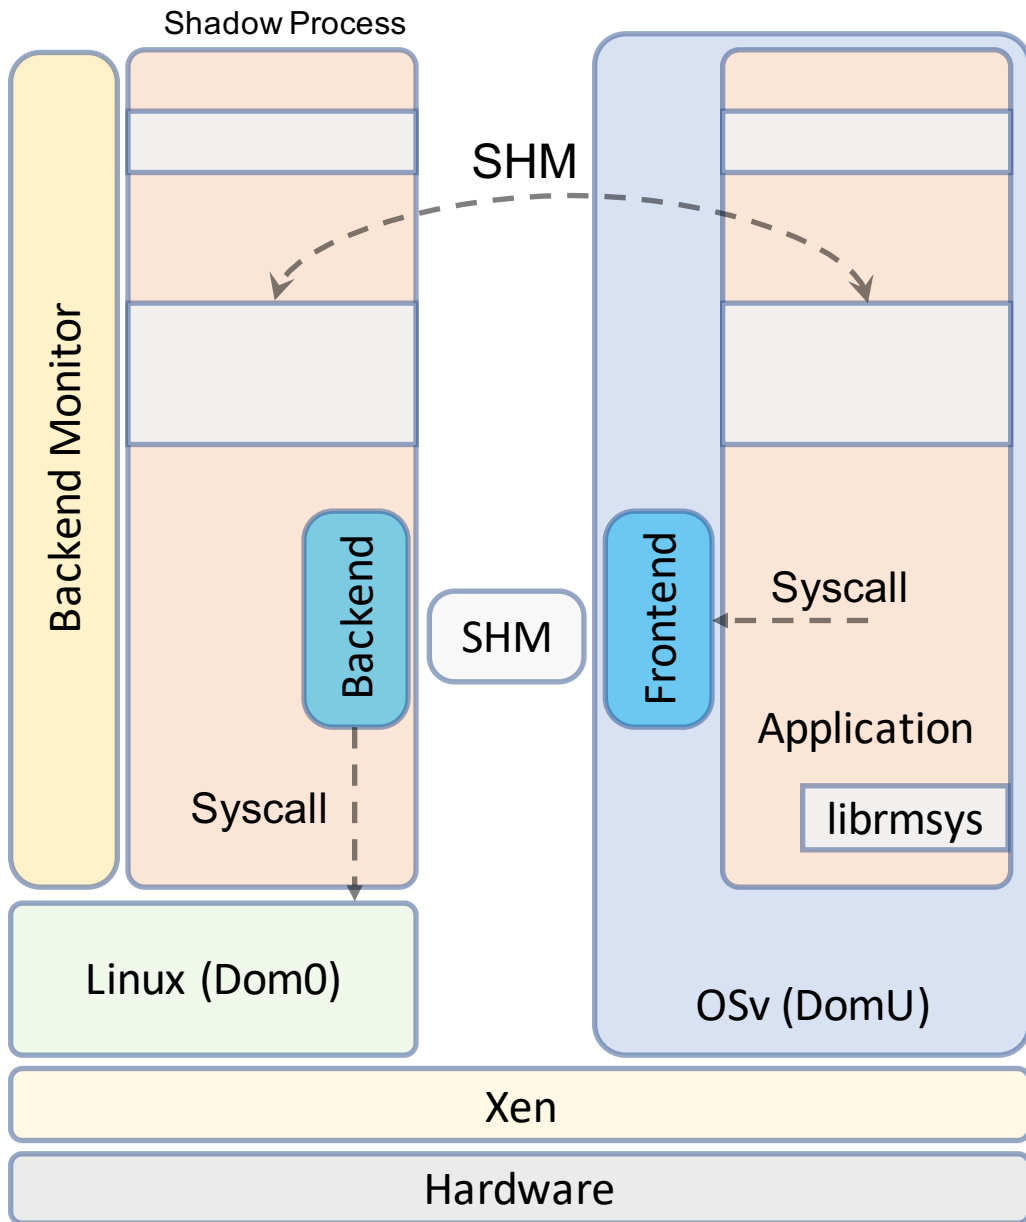 Shadow Process
SHM
Backend Monitor
Backend
SHM
Frontend
Syscall
Application
Syscall
librmsys
Linux (Dom0)
OSv (DomU)
Xen
Hardware